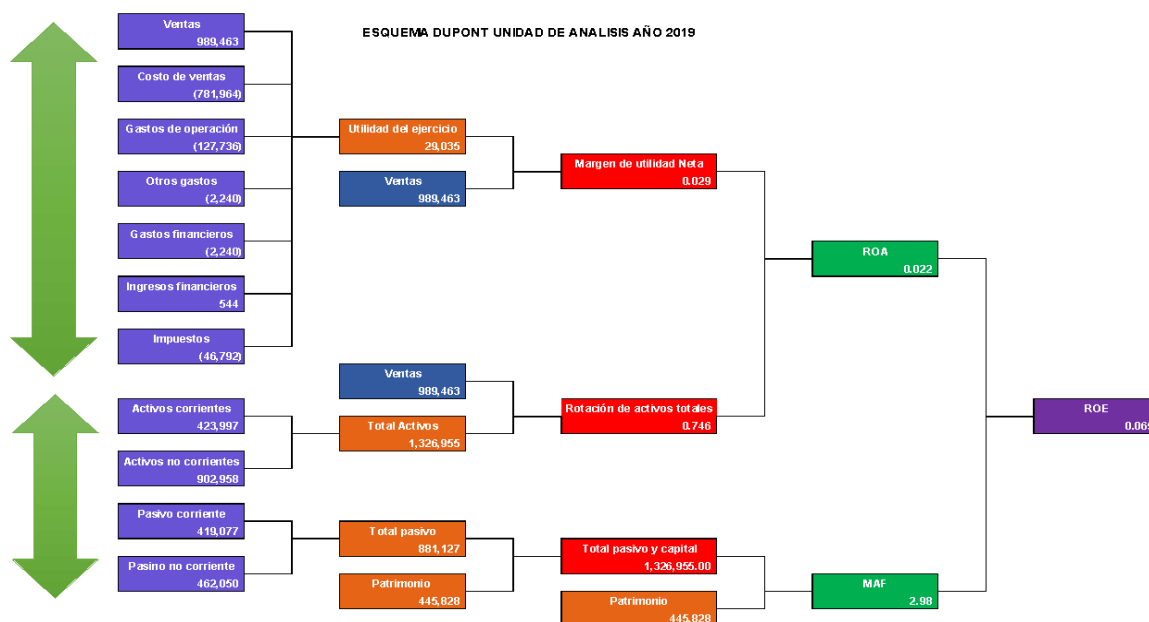 ESQUEMA DUPONT UNIDAD DE ANALISIS AÑO 2019
Ventas
989,463
Costo de ventas
(781,964)
Gastos de operación
(127,736)
Otros gastos
(2,240)
Gastos financieros
(2,240)
Ingresos financieros
544
Impuestos
(46,792)
Utilidad del ejercicio
29,035
Ventas
989,463
Margen de utilidad Neta
0.029
ROA
0.022
Ventas
989,463
Activos corrientes
423,997
Total Activos
1,326,955
Activos no corrientes
902,958
Rotación de activos totales
0.746
ROE
0.065
Pasivo corriente
419,077
Pasino no corriente
462,050
Total pasivo
881,127
Patrimonio
445,828
Total pasivo y capital
1,326,955.00
Patrimonio
445,828
MAF
2.98